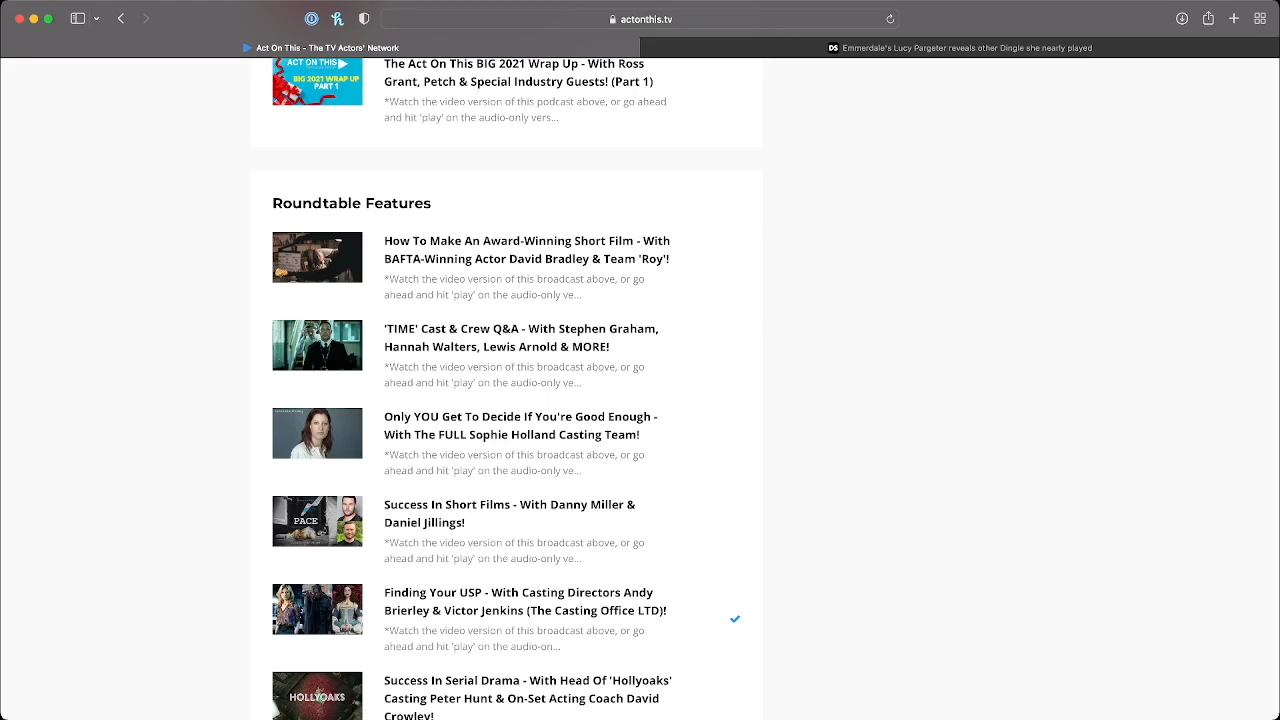 actonthis.tv
Act On This - The TV Actors' Network
DS Emmerdale's Lucy Pargeter reveals other Dingle she nearly played
ACT ON THIS
BIG 2021 WRAP UP
PART 1
The Act On This BIG 2021 Wrap Up - With Ross
Grant, Petch & Special Industry Guests! (Part 1)
*Watch the video version of this podcast above, or go ahead
and hit 'play' on the audio-only vers...
Roundtable Features
How To Make An Award-Winning Short Film - With
BAFTA-Winning Actor David Bradley & Team 'Roy'!
*Watch the video version of this broadcast above, or go
ahead and hit 'play' on the audio-only ve...
'TIME' Cast & Crew Q&A - With Stephen Graham,
Hannah Walters, Lewis Arnold & MORE!
*Watch the video version of this broadcast above, or go
ahead and hit 'play' on the audio-only ve...
Only YOU Get To Decide If You're Good Enough -
With The FULL Sophie Holland Casting Team!
*Watch the video version of this broadcast above, or go
ahead and hit 'play' on the audio-only ve...
PACE
Success In Short Films - With Danny Miller &
Daniel Jillings!
*Watch the video version of this broadcast above, or go
ahead and hit 'play' on the audio-only ve...
Finding Your USP - With Casting Directors Andy
Brierley & Victor Jenkins (The Casting Office LTD)!
*Watch the video version of this broadcast above, or go
ahead and hit 'play' on the audio-on...
HOLLYOAKS
Success In Serial Drama - With Head Of 'Hollyoaks'
Casting Peter Hunt & On-Set Acting Coach David
Crowley!